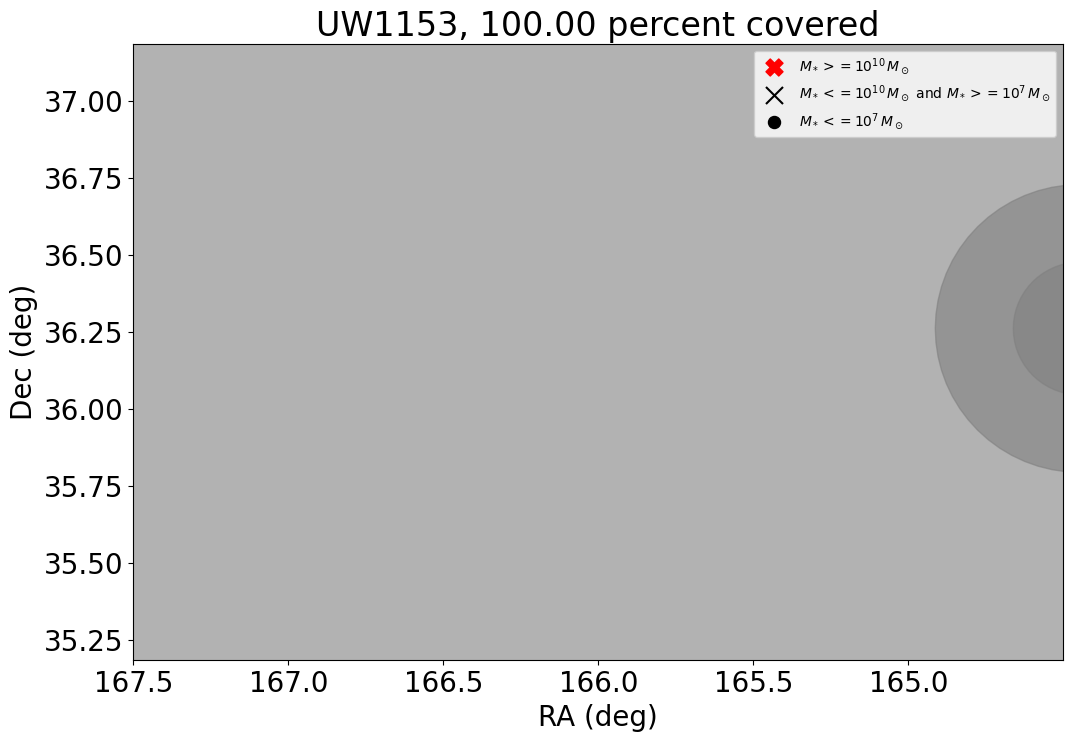 UW1153, 100.00 percent covered
M* >= 10^10 M⊙
M* <= 10^10 M⊙ and M* >= 10^7 M⊙
M* <= 10^7 M⊙
37.00
36.75
36.50
36.25
36.00
35.75
35.50
35.25
Dec (deg)
167.5 167.0 166.5 166.0 165.5 165.0
RA (deg)